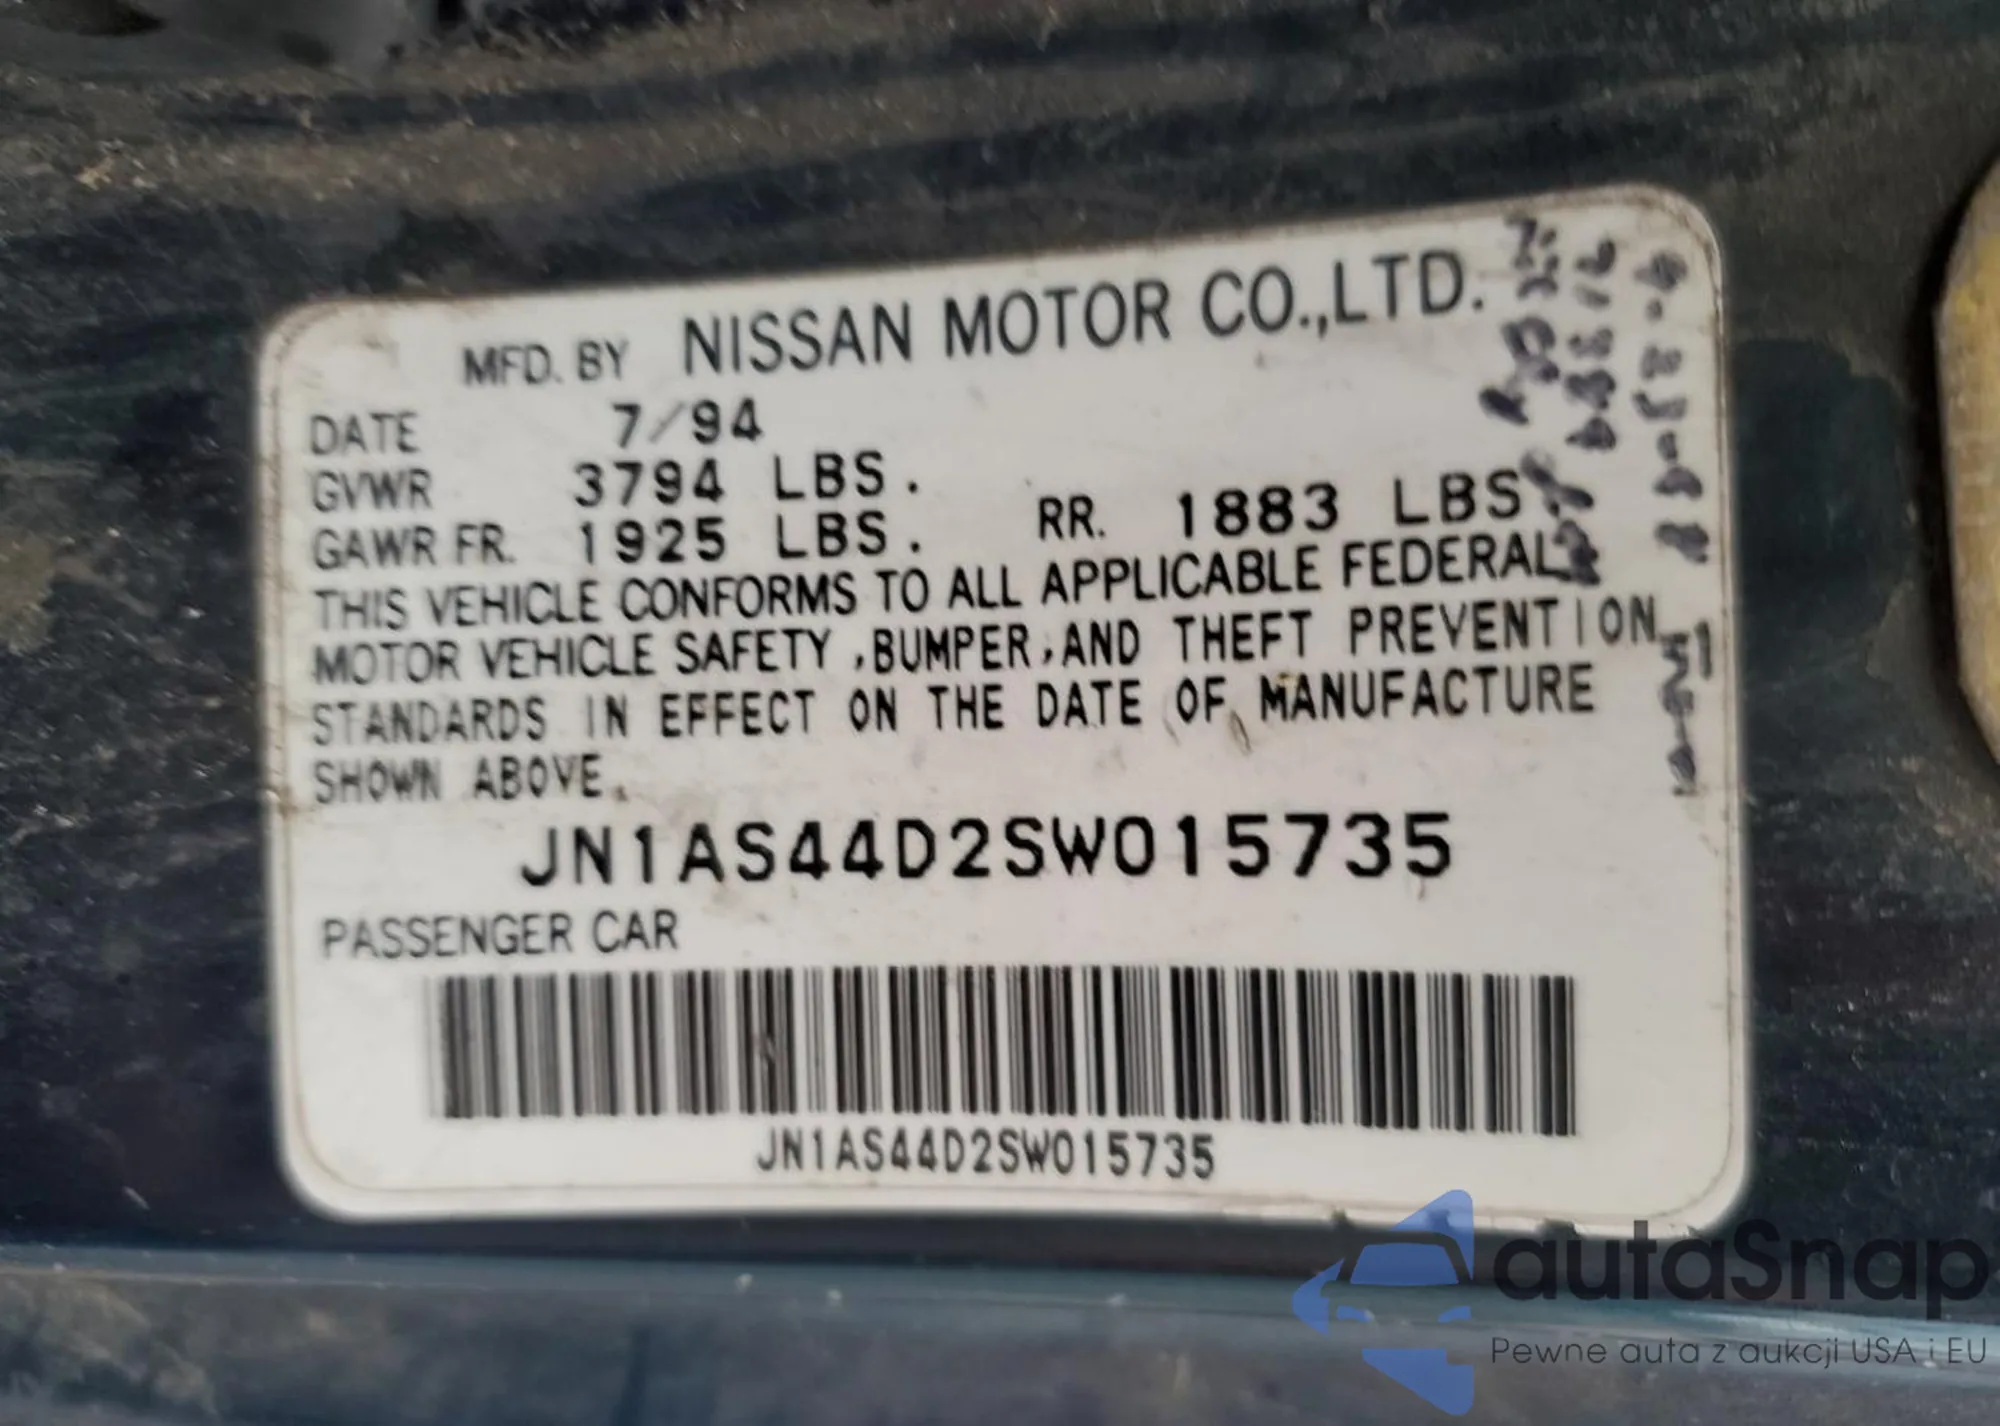 MFD. BY NISSAN MOTOR CO.,LTD.
DATE 7/94
GVWR 3794 LBS.
GAWR FR. 1925 LBS. RR. 1883 LBS
THIS VEHICLE CONFORMS TO ALL APPLICABLE FEDERAL
MOTOR VEHICLE SAFETY ,BUMPER,AND THEFT PREVENTION
STANDARDS IN EFFECT ON THE DATE OF MANUFACTURE
SHOWN ABOVE.
JN1AS44D2SW015735
PASSENGER CAR
JN1AS44D2SW015735
autaSnap
Pewne auta z aukcji USA i EU